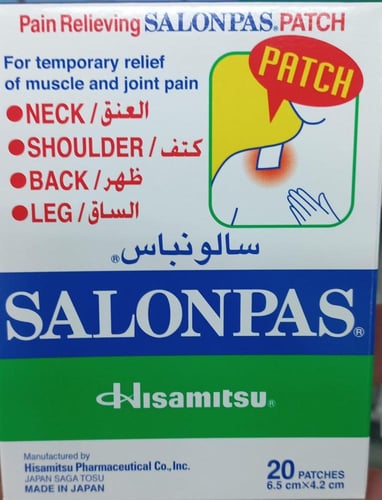 Pain Relieving SALONPAS® PATCH
For temporary relief
of muscle and joint pain
PATCH
●NECK/العنق
●SHOULDER/كتف
●BACK/ظهر
●LEG/الساق
سالونباس®
SALONPAS®
Hisamitsu®
Manufactured by
Hisamitsu Pharmaceutical Co., Inc.
JAPAN SAGA TOSU
MADE IN JAPAN
20 PATCHES
6.5 cm×4.2 cm